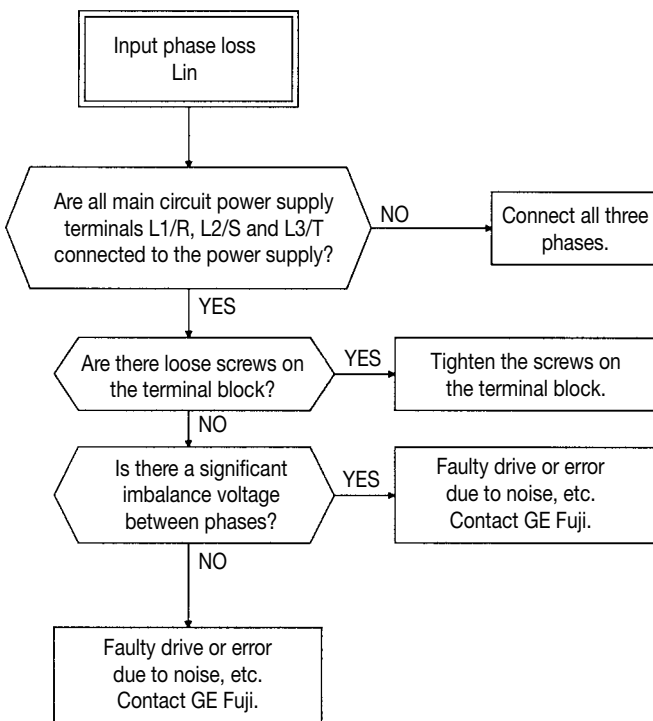 Input phase loss
Lin
Are all main circuit power supply
terminals L1/R, L2/S and L3/T
connected to the power supply?
NO
Connect all three
phases.
YES
Are there loose screws on
the terminal block?
YES
Tighten the screws on
the terminal block.
NO
Is there a significant
imbalance voltage
between phases?
YES
Faulty drive or error
due to noise, etc.
Contact GE Fuji.
NO
Faulty drive or error
due to noise, etc.
Contact GE Fuji.